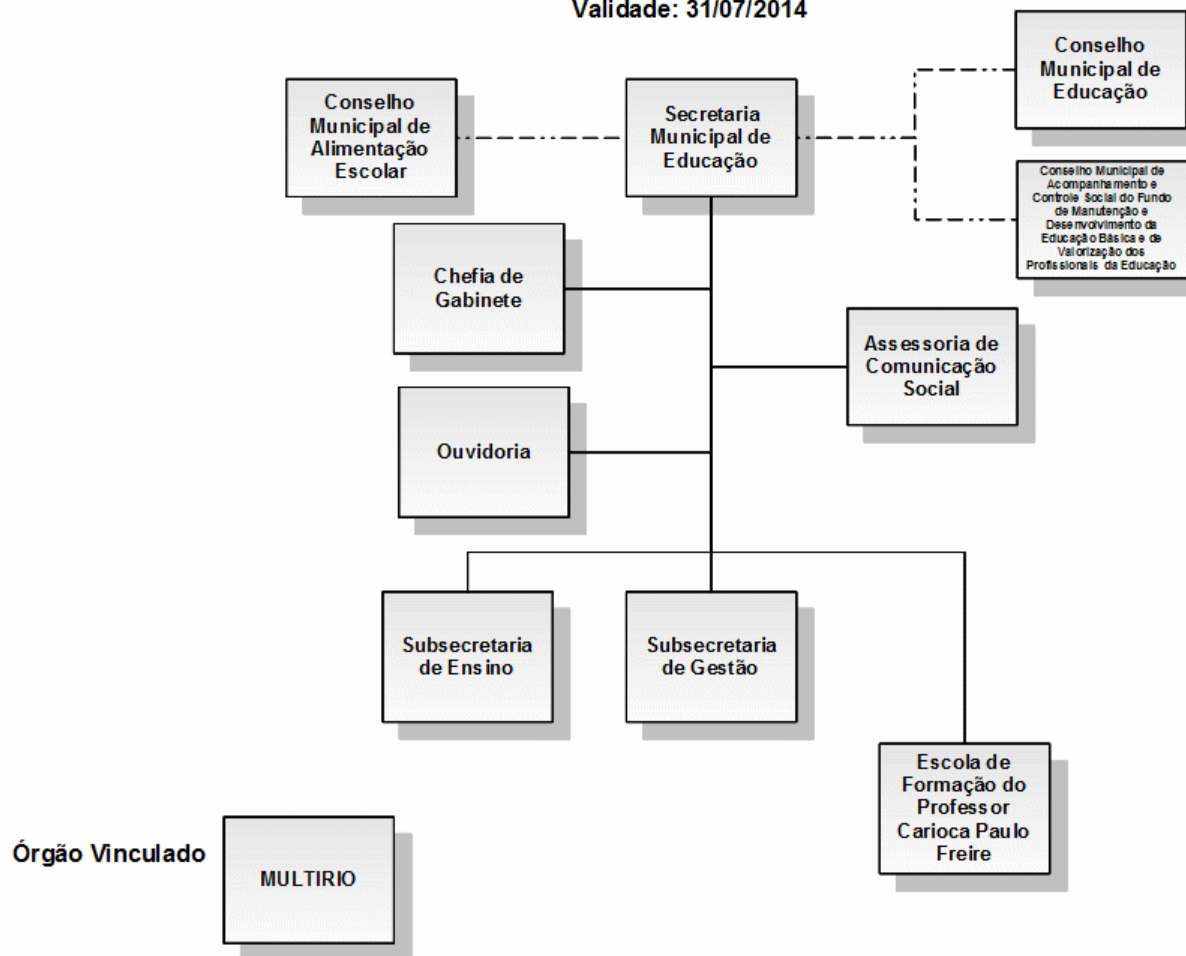 Validade: 31/07/2014
Conselho
Municipal de
Educação
Conselho
Municipal de
Alimentação
Escolar
Secretaria
Municipal de
Educação
Conselho Municipal de
Acompanhamento e
Controle Social do Fundo
de Manutenção e
Desenvolvimento da
Educação Básica e de
Valorização dos
Profissionais da Educação
Chefia de
Gabinete
Assessoria de
Comunicação
Social
Ouvidoria
Subsecretaria
de Ensino
Subsecretaria
de Gestão
Escola de
Formação do
Professor
Carioca Paulo
Freire
Órgão Vinculado
MULTIRIO